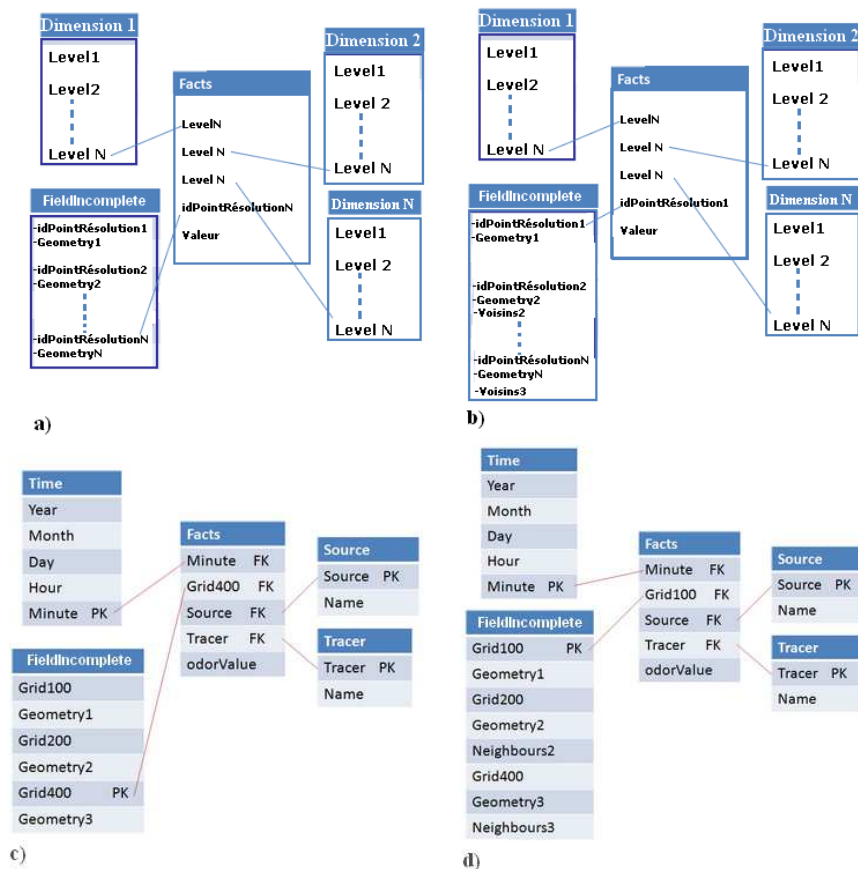 Dimension 1
Level1
Level2
Level N
Facts
LevelN
Level N
Level N
idPointRésolutionN
Valeur
Dimension 2
Level1
Level 2
Level N
FieldIncomplete
-idPointRésolution1
-Geometry1
-idPointRésolution2
-Geometry2
-idPointRésolutionN
-GeometryN
Dimension N
Level1
Level 2
Level N
a)
Dimension 1
Level1
Level2
Level N
Facts
LevelN
Level N
Level N
idPointRésolution1
Valeur
Dimension 2
Level1
Level 2
Level N
FieldIncomplete
-idPointRésolution1
-Geometry1
-idPointRésolution2
-Geometry2
-Voisins2
-idPointRésolutionN
-GeometryN
-Voisins3
Dimension N
Level1
Level 2
Level N
b)
Time
Year
Month
Day
Hour
Minute PK
Facts
Minute FK
Grid400 FK
Source FK
Tracer FK
odorValue
Source
Source PK
Name
Tracer
Tracer PK
Name
FieldIncomplete
Grid100
Geometry1
Grid200
Geometry2
Grid400 PK
Geometry3
c)
Time
Year
Month
Day
Hour
Minute PK
Facts
Minute FK
Grid100 FK
Source FK
Tracer FK
odorValue
Source
Source PK
Name
Tracer
Tracer PK
Name
FieldIncomplete
Grid100 PK
Geometry1
Grid200
Geometry2
Neighbours2
Grid400
Geometry3
Neighbours3
d)